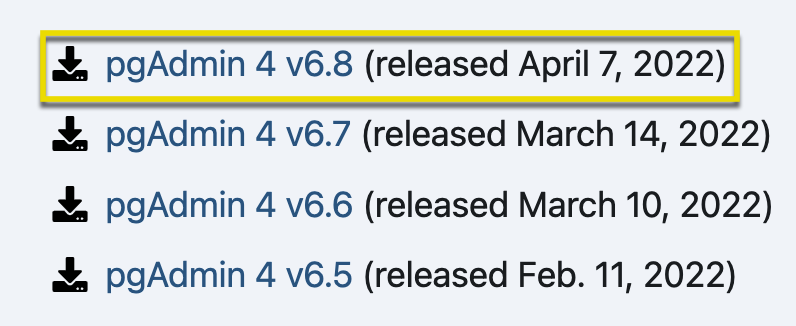 pgAdmin 4 v6.8 (released April 7, 2022)
pgAdmin 4 v6.7 (released March 14, 2022)
pgAdmin 4 v6.6 (released March 10, 2022)
pgAdmin 4 v6.5 (released Feb. 11, 2022)